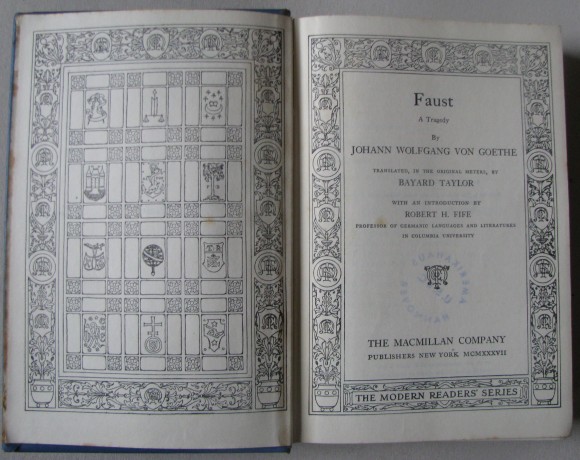 Faust
A Tragedy
By
JOHANN WOLFGANG VON GOETHE
TRANSLATED, IN THE ORIGINAL METERS, BY
BAYARD TAYLOR
WITH AN INTRODUCTION BY
ROBERT H. FIFE
PROFESSOR OF GERMANIC LANGUAGES AND LITERATURES
IN COLUMBIA UNIVERSITY
THE MACMILLAN COMPANY
PUBLISHERS NEW YORK MCMXXXVII
THE MODERN READERS' SERIES